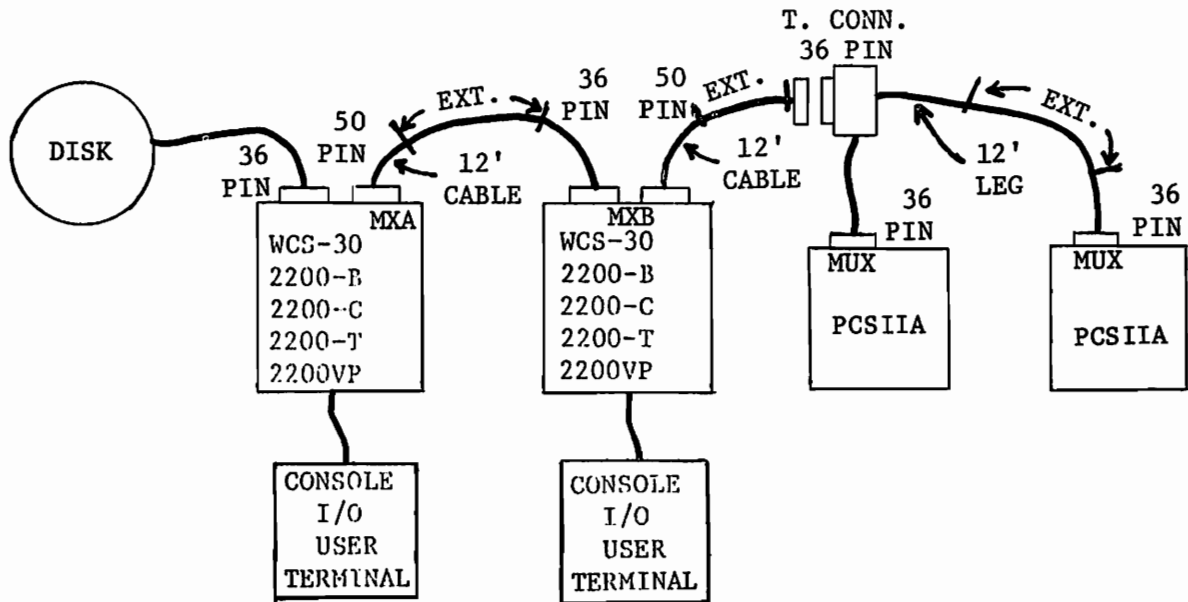 T. CONN.
36 PIN
DISK
36
PIN
50
PIN
EXT.
12'
CABLE
36
PIN
50
PIN
EXT.
12'
CABLE
12'
LEG
EXT.
36
PIN
36
PIN
MXA
WCS-30
2200-B
2200-C
2200-T
2200VP
MXB
WCS-30
2200-B
2200-C
2200-T
2200VP
MUX
PCSIIA
MUX
PCSIIA
CONSOLE
I/O
USER
TERMINAL
CONSOLE
I/O
USER
TERMINAL